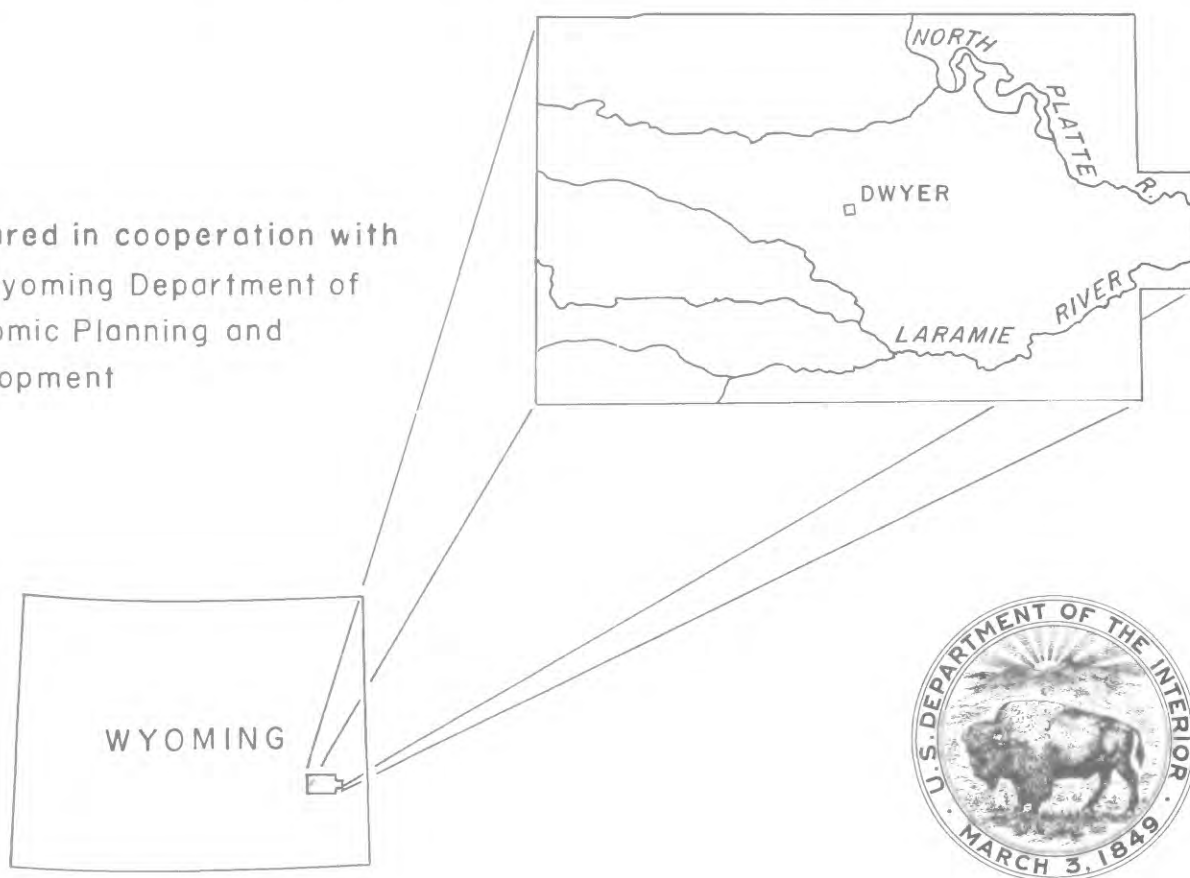 NORTH
PLATTE
R.
DWYER
ared in cooperation with
yoming Department of
omic Planning and
opment
LARAMIE RIVER
WYOMING
U.S. DEPARTMENT OF THE INTERIOR
MARCH 3, 1849